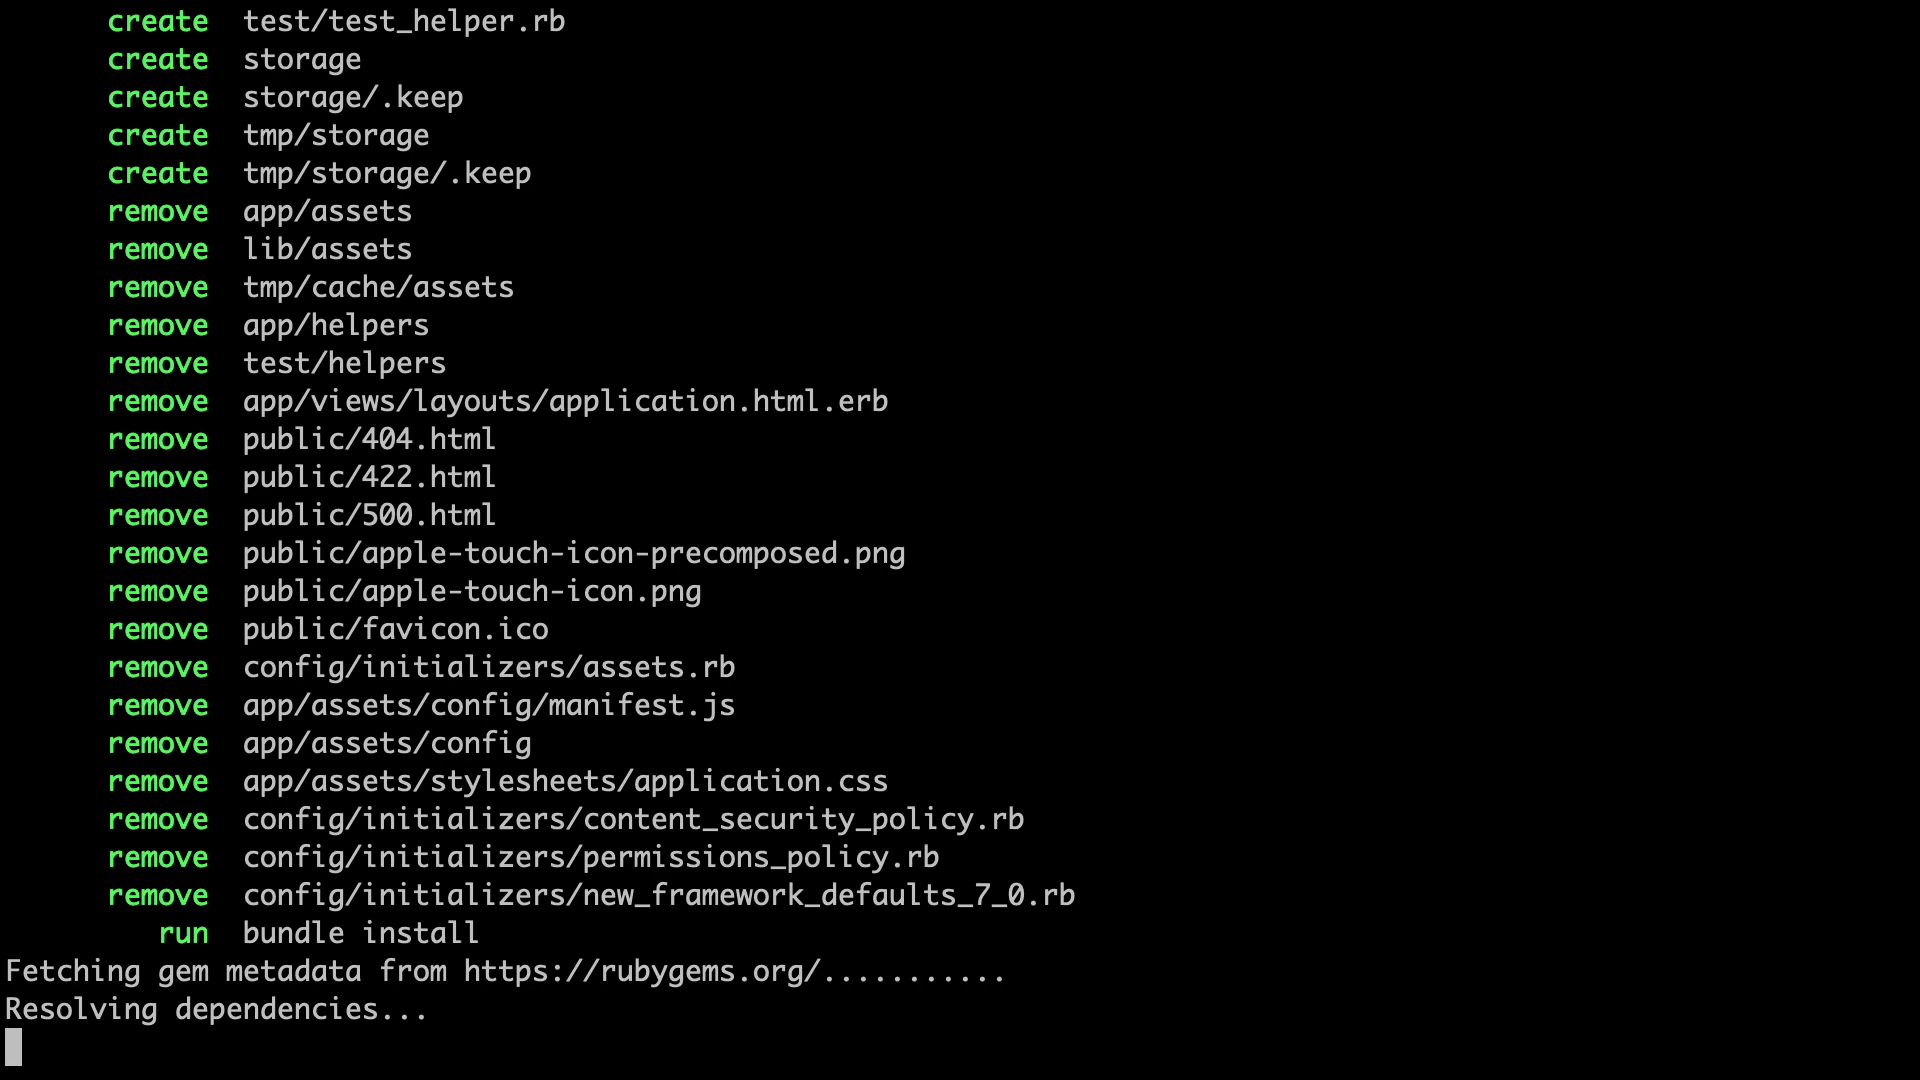 create  test/test_helper.rb
create  storage
create  storage/.keep
create  tmp/storage
create  tmp/storage/.keep
remove  app/assets
remove  lib/assets
remove  tmp/cache/assets
remove  app/helpers
remove  test/helpers
remove  app/views/layouts/application.html.erb
remove  public/404.html
remove  public/422.html
remove  public/500.html
remove  public/apple-touch-icon-precomposed.png
remove  public/apple-touch-icon.png
remove  public/favicon.ico
remove  config/initializers/assets.rb
remove  app/assets/config/manifest.js
remove  app/assets/config
remove  app/assets/stylesheets/application.css
remove  config/initializers/content_security_policy.rb
remove  config/initializers/permissions_policy.rb
remove  config/initializers/new_framework_defaults_7_0.rb
run  bundle install
Fetching gem metadata from https://rubygems.org/...........
Resolving dependencies...